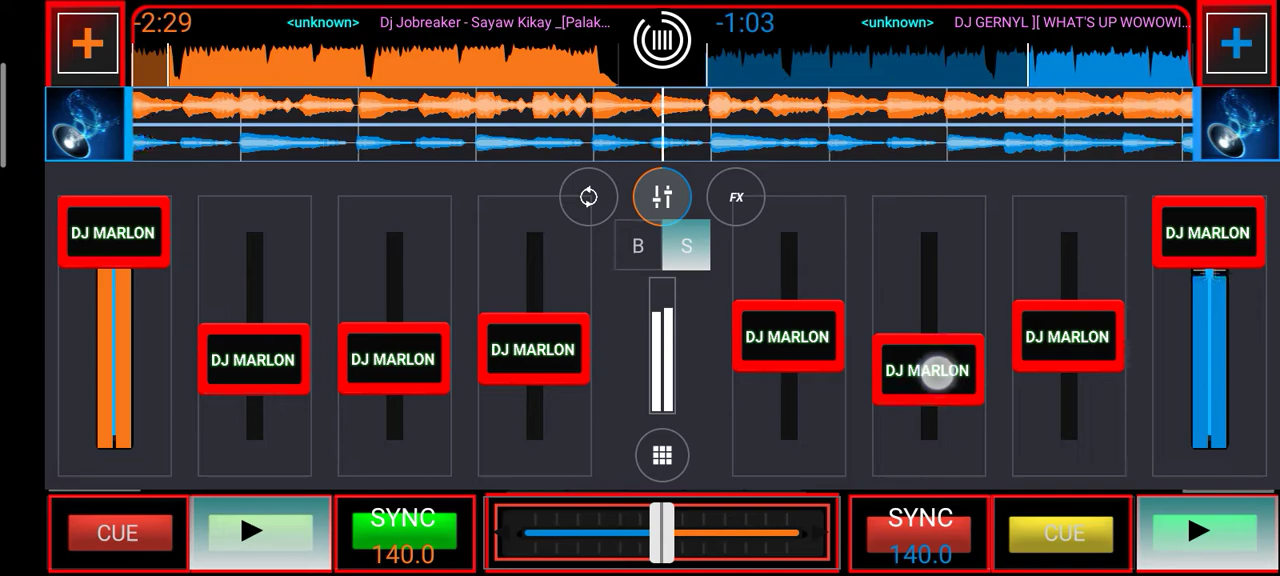 -2:29
<unknown>
Dj Jobreaker - Sayaw Kikay _[Palak...
-1:03
<unknown>
DJ GERNYL ][ WHAT'S UP WOWOWI...
FX
B
S
DJ MARLON
DJ MARLON
DJ MARLON
DJ MARLON
DJ MARLON
DJ MARLON
DJ MARLON
DJ MARLON
CUE
SYNC
140.0
SYNC
140.0
CUE